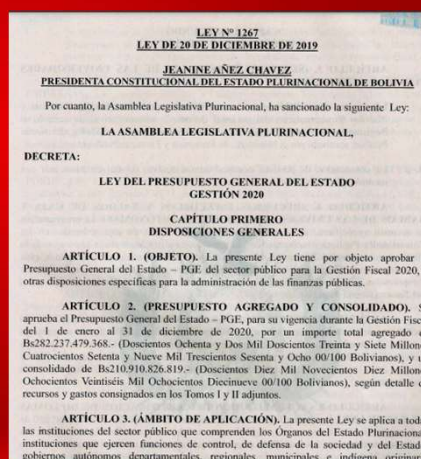 LEY Nº 1267
LEY DE 20 DE DICIEMBRE DE 2019
JEANINE AÑEZ CHAVEZ
PRESIDENTA CONSTITUCIONAL DEL ESTADO PLURINACIONAL DE BOLIVIA
Por cuanto, la Asamblea Legislativa Plurinacional, ha sancionado la siguiente Ley:
LA ASAMBLEA LEGISLATIVA PLURINACIONAL,
DECRETA:
LEY DEL PRESUPUESTO GENERAL DEL ESTADO
GESTIÓN 2020
CAPÍTULO PRIMERO
DISPOSICIONES GENERALES
ARTÍCULO 1. (OBJETO). La presente Ley tiene por objeto aprobar
Presupuesto General del Estado – PGE del sector público para la Gestión Fiscal 2020,
otras disposiciones específicas para la administración de las finanzas públicas.
ARTÍCULO 2. (PRESUPUESTO AGREGADO Y CONSOLIDADO).
aprueba el Presupuesto General del Estado – PGE, para su vigencia durante la Gestión Fisc
del 1 de enero al 31 de diciembre de 2020, por un importe total agregado
Bs282.237.479.368.- (Doscientos Ochenta y Dos Mil Doscientos Treinta y Siete Millon
Cuatrocientos Setenta y Nueve Mil Trescientos Sesenta y Ocho 00/100 Bolivianos), y
consolidado de Bs210.910.826.819.- (Doscientos Diez Mil Novecientos Diez Millon
Ochocientos Veintiséis Mil Ochocientos Diecinueve 00/100 Bolivianos), según detalle
recursos y gastos consignados en los Tomos I y II adjuntos.
ARTÍCULO 3. (ÁMBITO DE APLICACIÓN). La presente Ley se aplica a toda
las instituciones del sector público que comprenden los Órganos del Estado Plurinaciona
instituciones que ejercen funciones de control, de defensa de la sociedad y del Estad
gobiernos autónomos departamentales, regionales, municipales e indígena originar